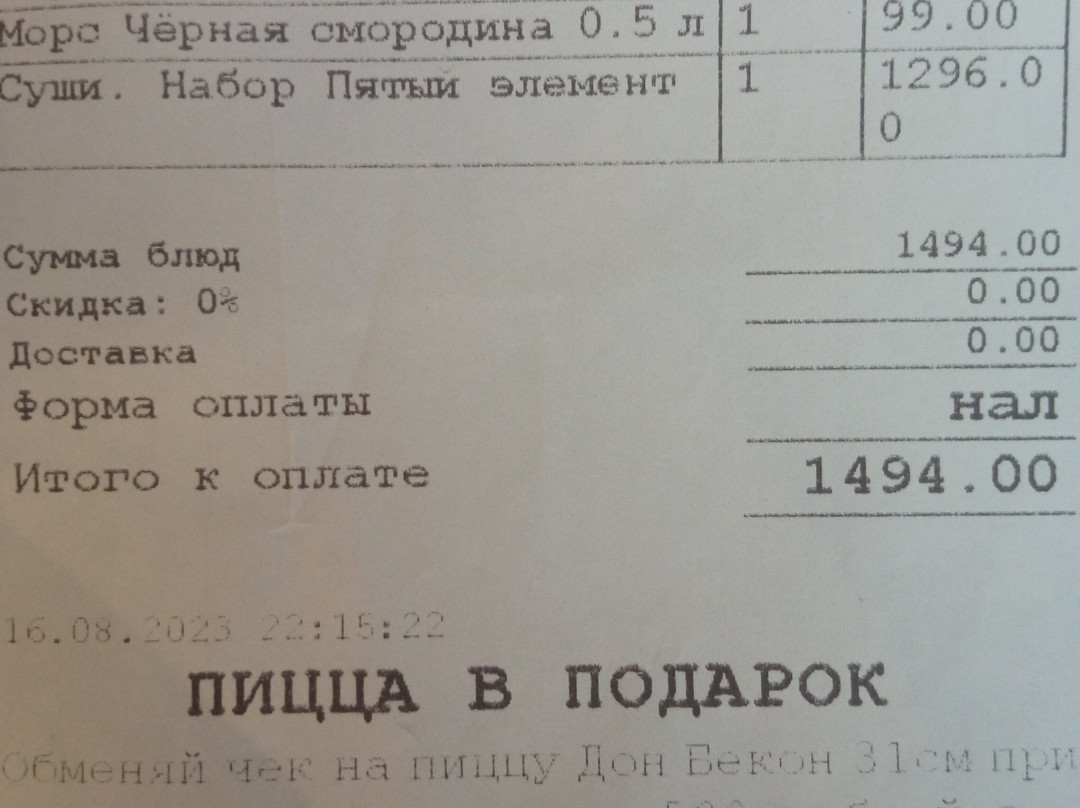 Морс Чёрная смородина 0.5 л 1 99.00
Суши. Набор Пятый элемент 1 1296.0
0
Сумма блюд 1494.00
Скидка: 0% 0.00
Доставка 0.00
Форма оплаты нал
Итого к оплате 1494.00
16.08.2023 22:15:22
ПИЦЦА В ПОДАРОК
Обменяй чек на пиццу Дон Бекон 31см при